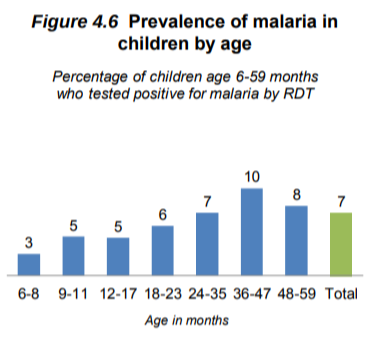 Figure 4.6 Prevalence of malaria in
children by age
Percentage of children age 6-59 months
who tested positive for malaria by RDT
3
5
5
6
7
10
8
7
6-8 9-11 12-17 18-23 24-35 36-47 48-59 Total
Age in months